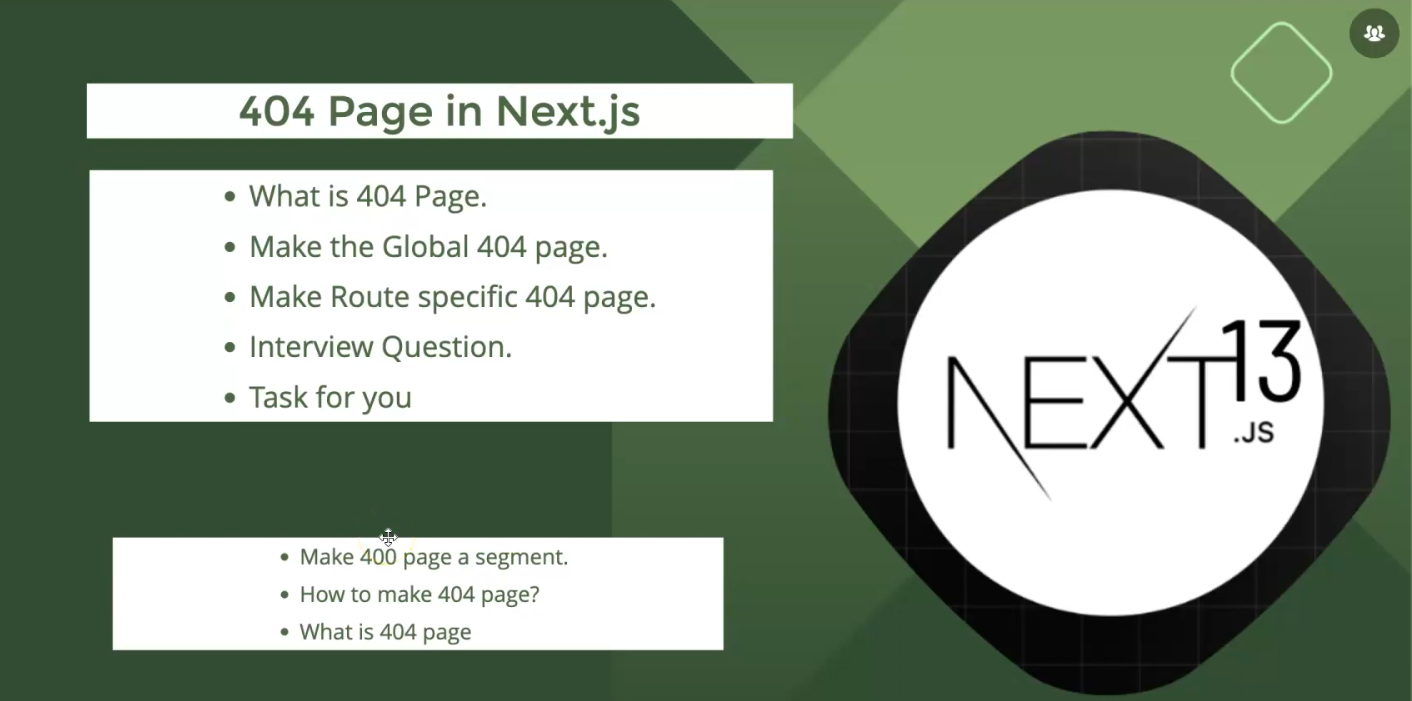 404 Page in Next.js
• What is 404 Page.
• Make the Global 404 page.
• Make Route specific 404 page.
• Interview Question.
• Task for you
NEXT13
.JS
• Make 400 page a segment.
• How to make 404 page?
• What is 404 page